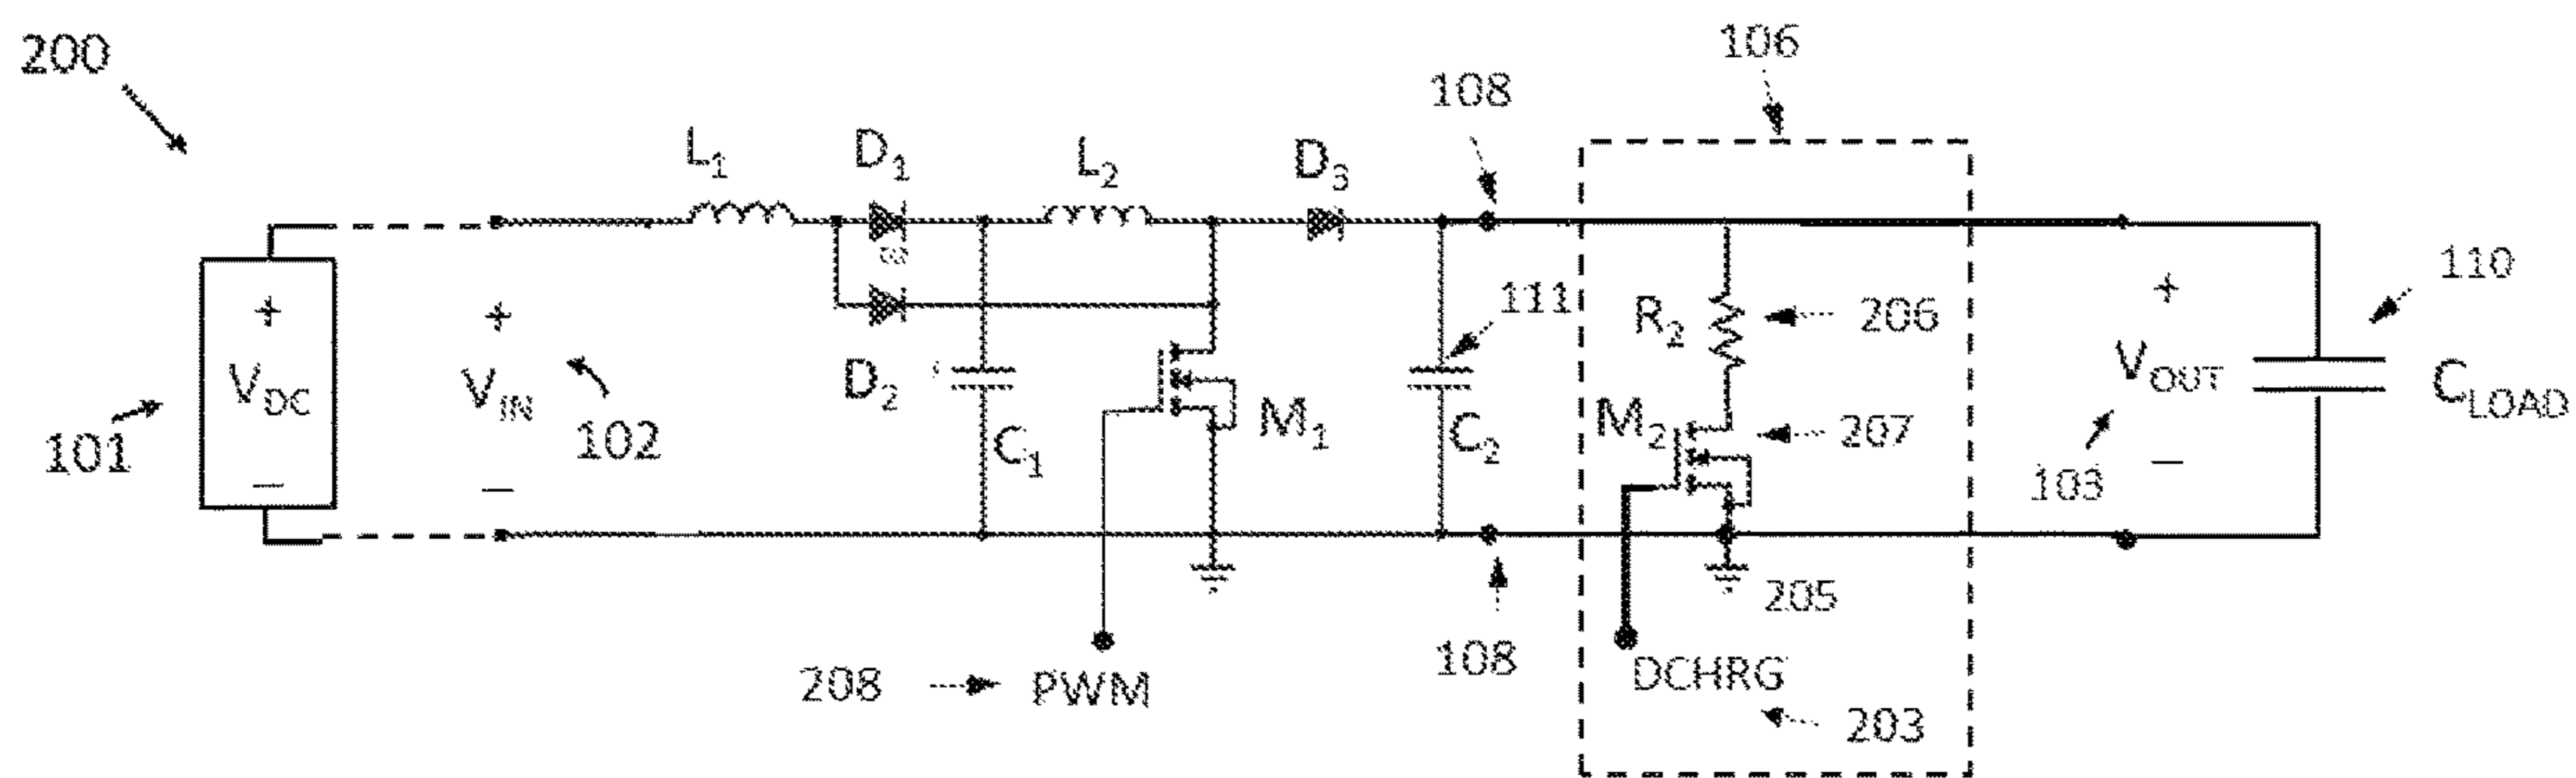 200
106
108
L1
D1
L2
D3
110
111
+
+
+
R2
206
VDC
VIN
102
D2
VOUT
CLOAD
101
C1
M1
C2
M2
207
103
−
−
−
205
108
208
PWM
DCHRG
203